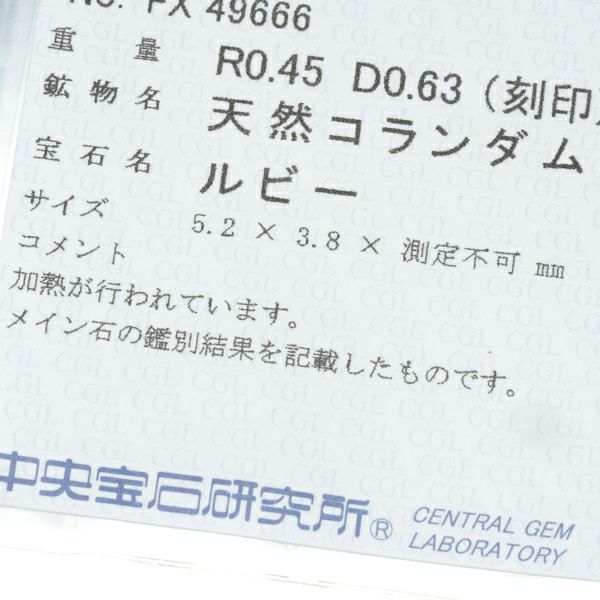 No. FX 49666
重量 R0.45 D0.63（刻印）
鉱物名 天然コランダム
宝石名 ルビー
サイズ 5.2 × 3.8 × 測定不可 mm
コメント
加熱が行われています。
メイン石の鑑別結果を記載したものです。
中央宝石研究所® CENTRAL GEM
LABORATORY